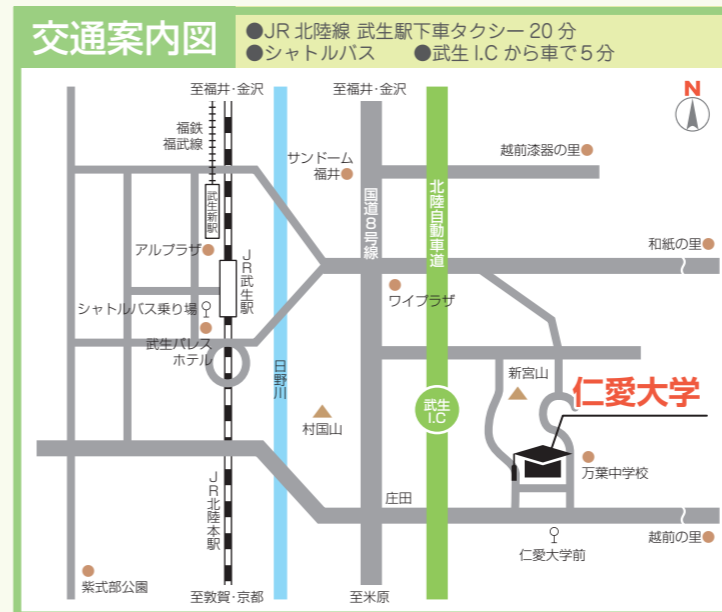 交通案内図
●JR 北陸線 武生駅下車タクシー 20 分
●シャトルバス ●武生 I.C から車で 5 分
至福井・金沢
至福井・金沢
N
福鉄
福武線
サンドーム
福井
越前漆器の里
武生新駅
国道8号線
北陸自動車道
アルプラザ
和紙の里
JR武生駅
シャトルバス乗り場
ワイプラザ
武生パレス
ホテル
日野川
新宮山
仁愛大学
武生
I.C
村国山
万葉中学校
JR北陸本駅
庄田
越前の里
仁愛大学前
紫式部公園
至敦賀・京都
至米原